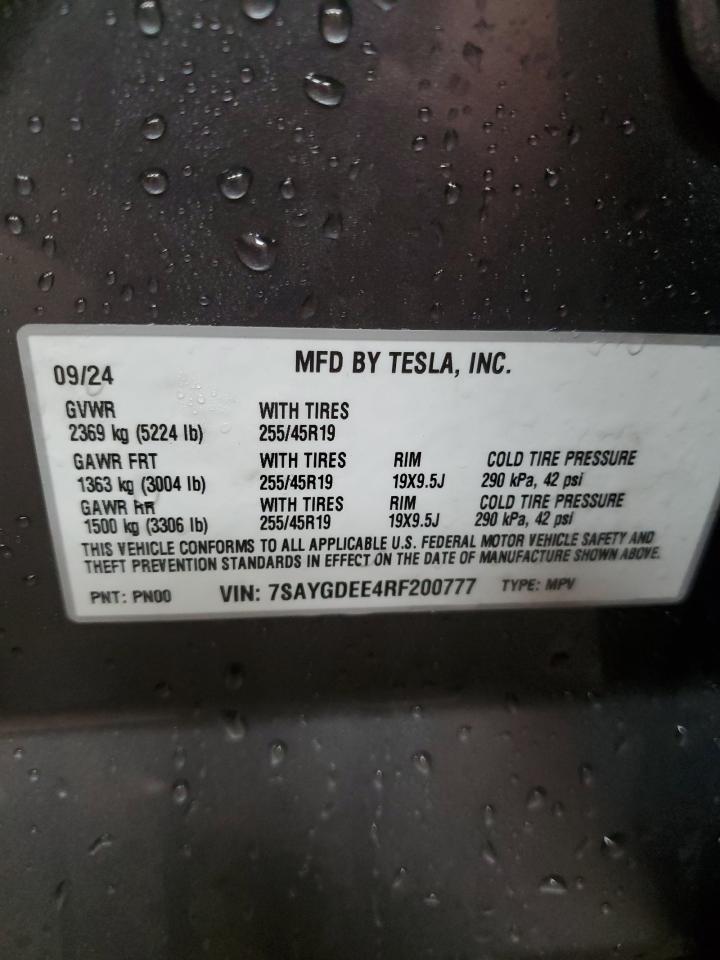 MFD BY TESLA, INC.
09/24
GVWR WITH TIRES
2369 kg (5224 lb) 255/45R19
GAWR FRT WITH TIRES RIM COLD TIRE PRESSURE
1363 kg (3004 lb) 255/45R19 19X9.5J 290 kPa, 42 psi
GAWR RR WITH TIRES RIM COLD TIRE PRESSURE
1500 kg (3306 lb) 255/45R19 19X9.5J 290 kPa, 42 psi
THIS VEHICLE CONFORMS TO ALL APPLICABLE U.S. FEDERAL MOTOR VEHICLE SAFETY AND
THEFT PREVENTION STANDARDS IN EFFECT ON THE DATE OF MANUFACTURE SHOWN ABOVE.
PNT: PN00 VIN: 7SAYGDEE4RF200777 TYPE: MPV